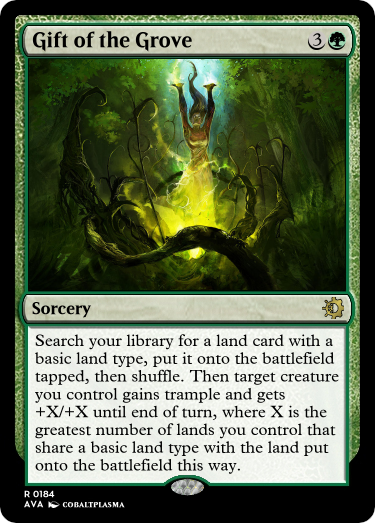 Gift of the Grove 3
Sorcery
Search your library for a land card with a
basic land type, put it onto the battlefield
tapped, then shuffle. Then target creature
you control gains trample and gets
+X/+X until end of turn, where X is the
greatest number of lands you control that
share a basic land type with the land put
onto the battlefield this way.
R 0184
AVA COBALTPLASMA